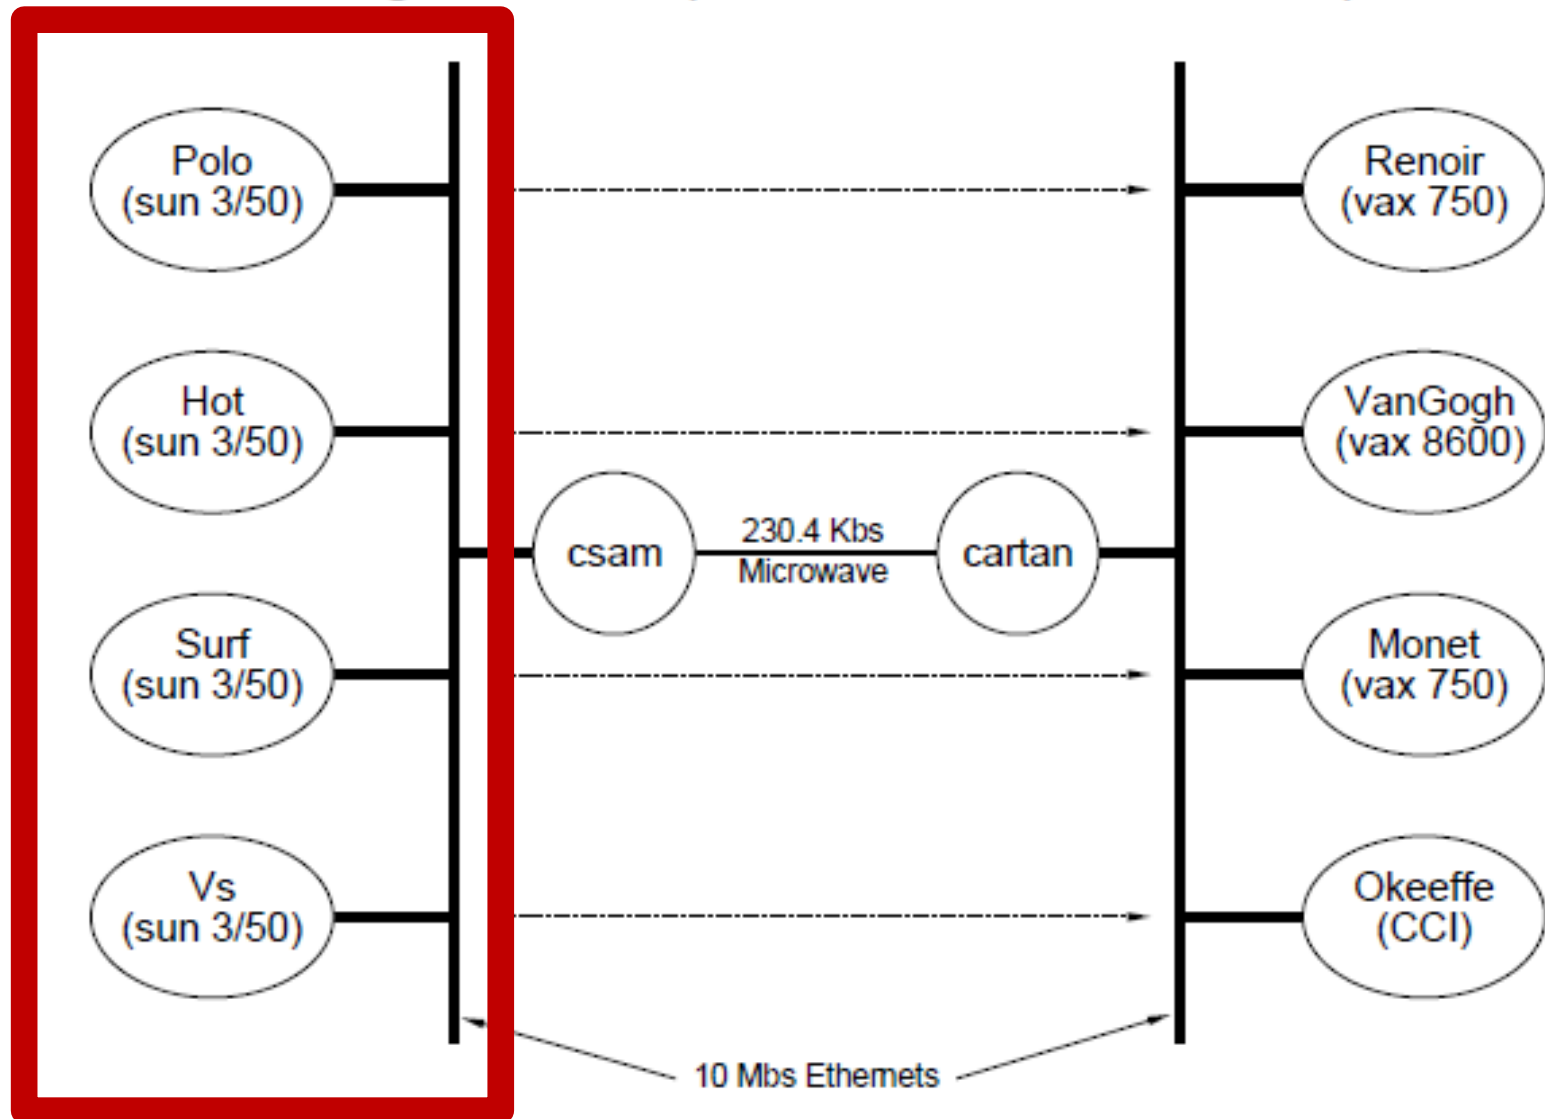 Polo
(sun 3/50)
Renoir
(vax 750)
Hot
(sun 3/50)
VanGogh
(vax 8600)
csam
230.4 Kbs
Microwave
cartan
Surf
(sun 3/50)
Monet
(vax 750)
Vs
(sun 3/50)
Okeeffe
(CCI)
10 Mbs Ethernets